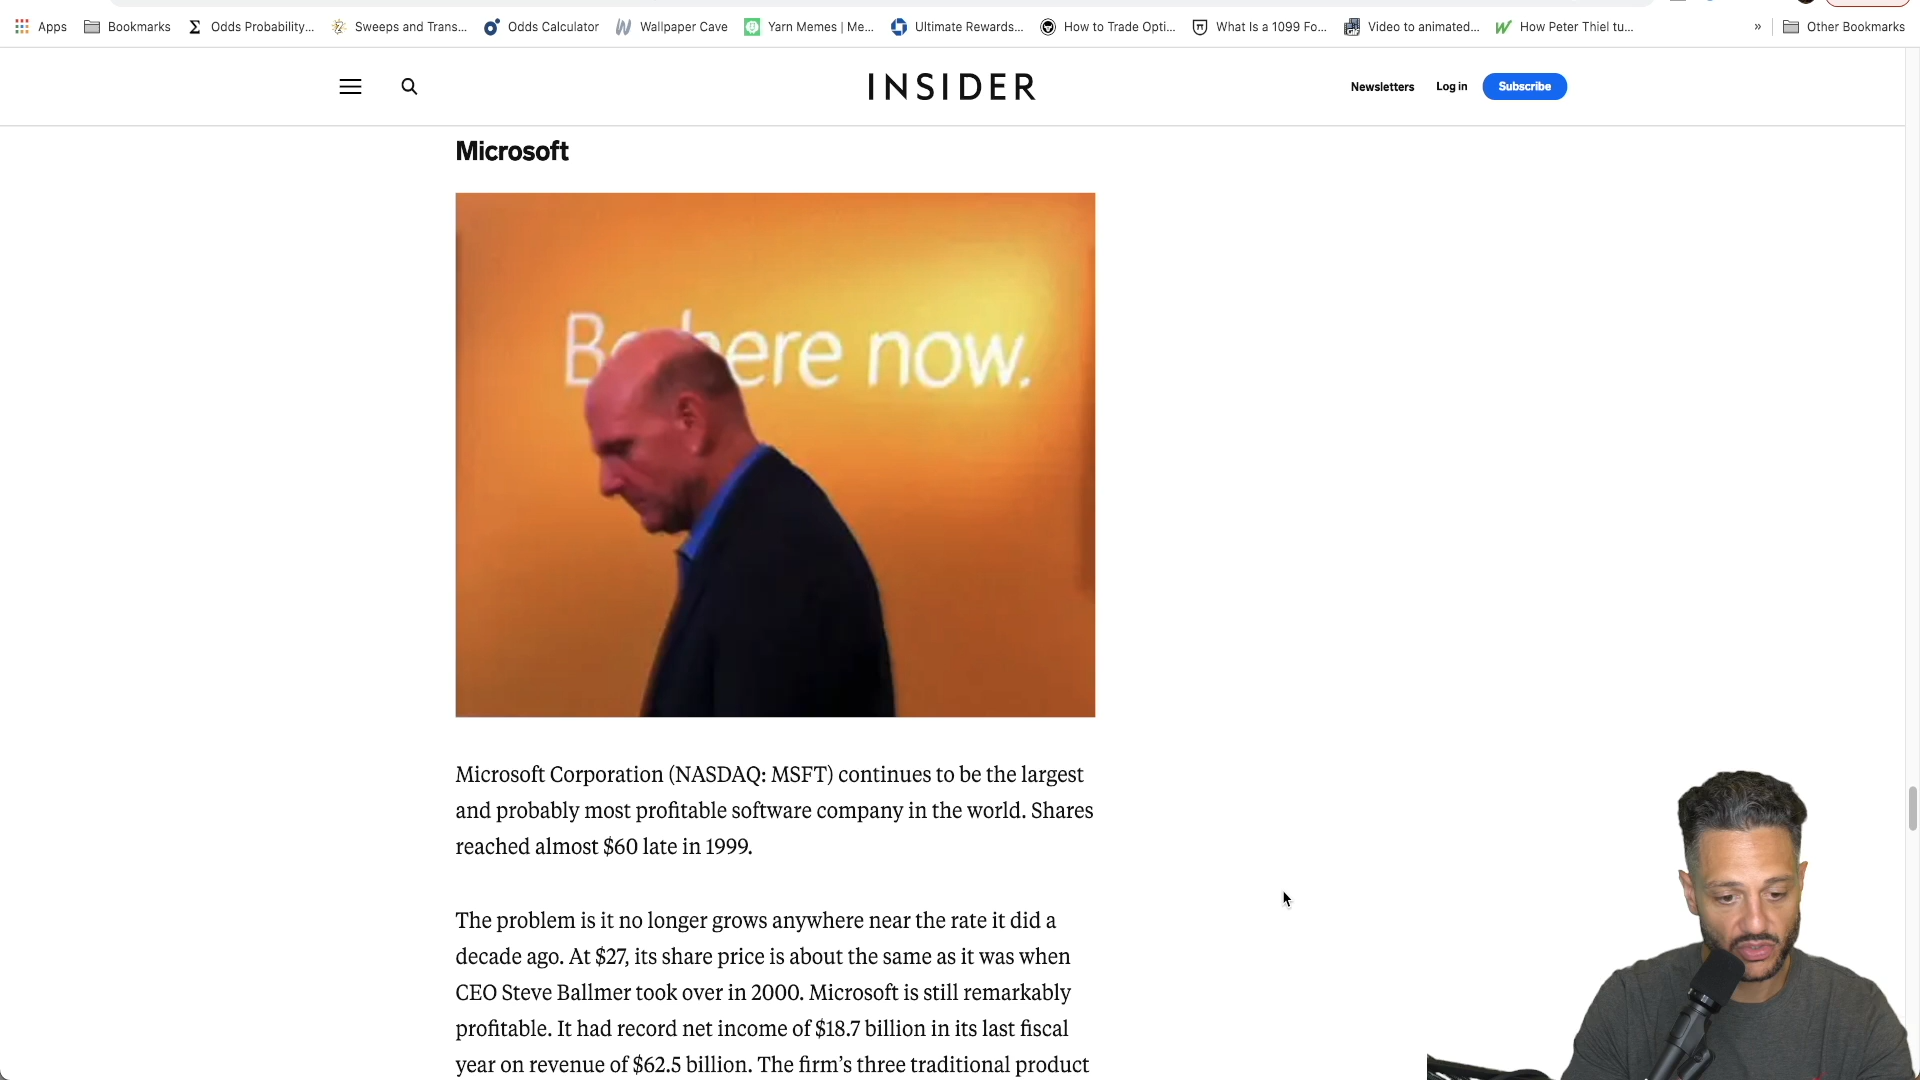 Apps Bookmarks Odds Probability... Sweeps and Trans... Odds Calculator Wallpaper Cave Yarn Memes | Me... Ultimate Rewards... How to Trade Opti... What Is a 1099 Fo... Video to animated... How Peter Thiel tu... » Other Bookmarks
INSIDER Newsletters Log in Subscribe
Microsoft
here now.
Microsoft Corporation (NASDAQ: MSFT) continues to be the largest
and probably most profitable software company in the world. Shares
reached almost $60 late in 1999.
The problem is it no longer grows anywhere near the rate it did a
decade ago. At $27, its share price is about the same as it was when
CEO Steve Ballmer took over in 2000. Microsoft is still remarkably
profitable. It had record net income of $18.7 billion in its last fiscal
year on revenue of $62.5 billion. The firm’s three traditional product